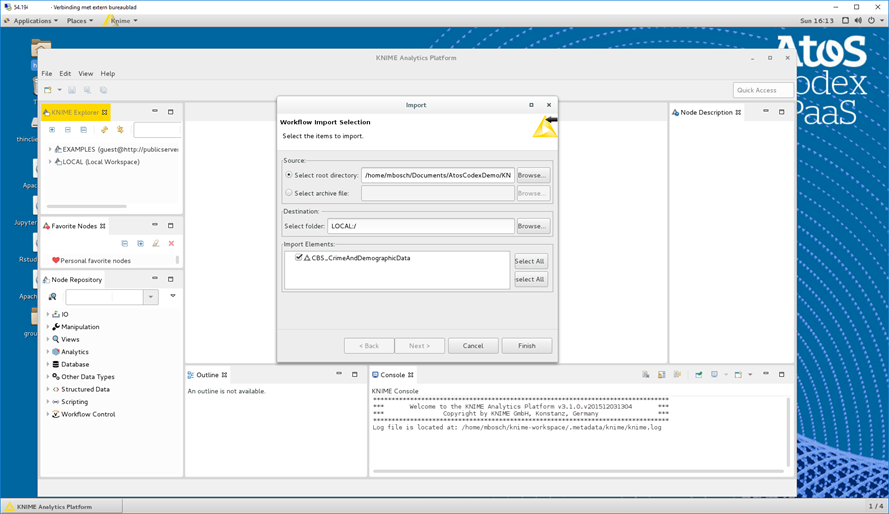 54.19
- Verbinding met extern bureaublad
Applications Places Knime
Sun 16:13
KNIME Analytics Platform
File Edit View Help
Quick Access
AtoS
Codex
PaaS
KNIME Explorer
EXAMPLES (guest@http://publicserver
LOCAL (Local Workspace)
Favorite Nodes
Personal favorite nodes
Node Repository
IO
Manipulation
Views
Analytics
Database
Other Data Types
Structured Data
Scripting
Workflow Control
thinclie
Apac
Jupyter
Rstud
Apach
grou
Import
Workflow Import Selection
Select the items to import.
Source:
Select root directory: /home/mbosch/Documents/AtosCodexDemo/KN Browse...
Select archive file: Browse...
Destination:
Select folder: LOCAL:/ Browse...
Import Elements:
CBS_CrimeAndDemographicData
Select All
eselect All
< Back Next > Cancel Finish
Node Description
Outline
An outline is not available.
Console
KNIME Console
*** Welcome to the KNIME Analytics Platform v3.1.0.v201512031304 ***
*** Copyright by KNIME GmbH, Konstanz, Germany ***
Log file is located at: /home/mbosch/knime-workspace/.metadata/knime/knime.log
KNIME Analytics Platform
1 / 4